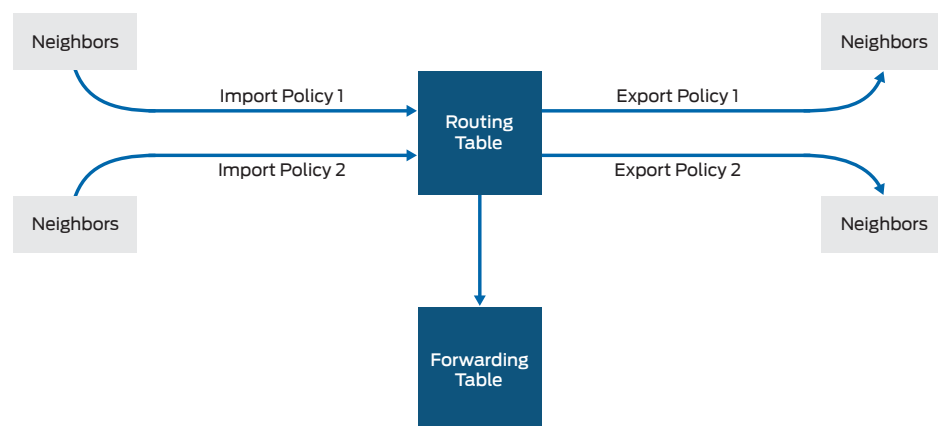 Neighbors
Neighbors
Import Policy 1
Export Policy 1
Routing
Table
Import Policy 2
Export Policy 2
Neighbors
Neighbors
Forwarding
Table